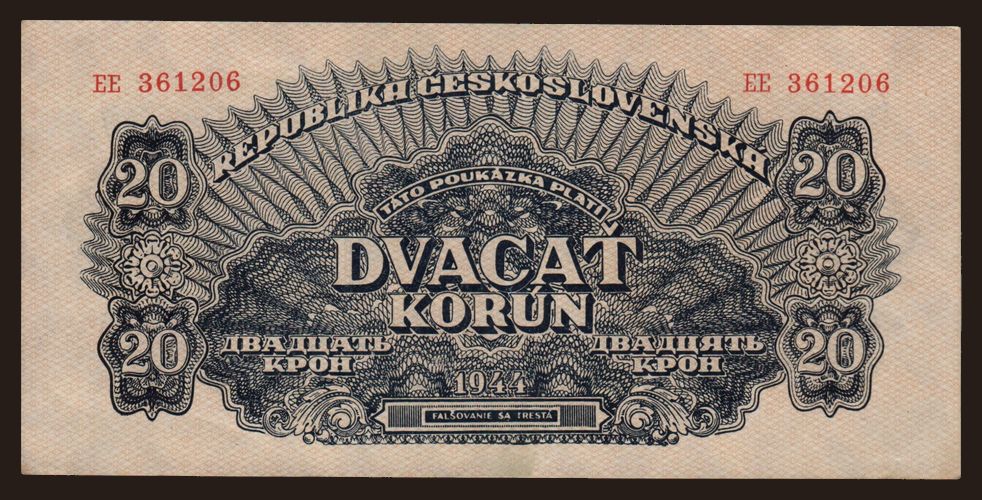 EE 361206
EE 361206
REPUBLIKA ČESKOSLOVENSKÁ
20
20
TÁTO POUKÁZKA PLATÍ
DVACAŤ
KORÚN
20
20
ДВАДЦАТЬ
КРОН
ДВАДЦЯТЬ
КРОН
1944
FALŠOVANIE SA TRESTÁ